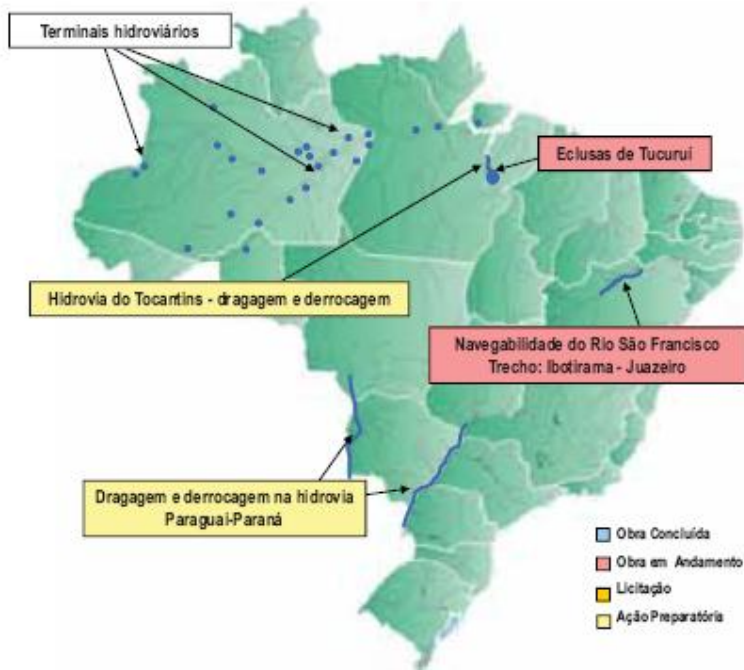 Terminais hidroviários
Eclusas de Tucuruí
Hidrovia do Tocantins - dragagem e derrocagem
Navegabilidade do Rio São Francisco
Trecho: Ibotirama - Juazeiro
Dragagem e derrocagem na hidrovia
Paraguai-Paraná
Obra Concluída
Obra em Andamento
Licitação
Ação Preparatória